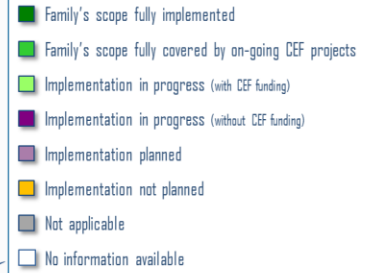 Family's scope fully implemented
Family's scope fully covered by on-going CEF projects
Implementation in progress (with CEF funding)
Implementation in progress (without CEF funding)
Implementation planned
Implementation not planned
Not applicable
No information available